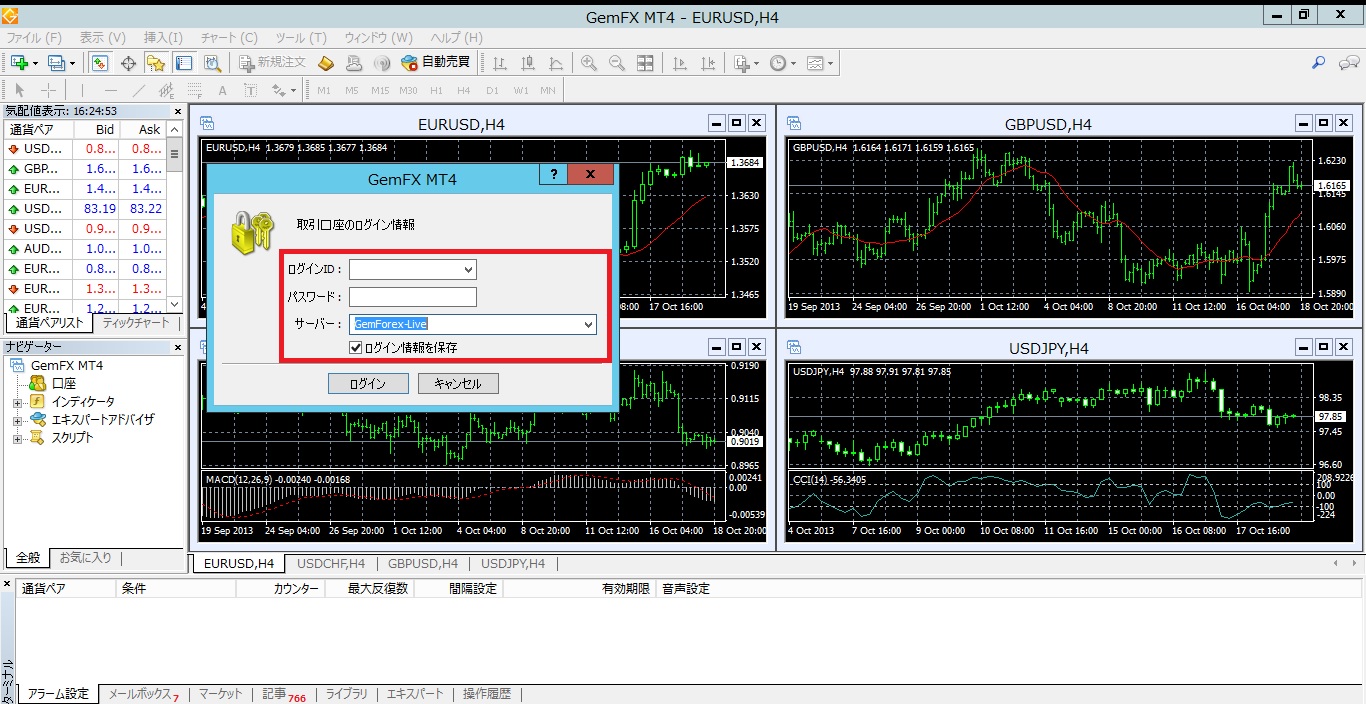 GemFX MT4 - EURUSD,H4
ファイル (F) 表示 (V) 挿入(I) チャート (C) ツール (T) ウィンドウ (W) ヘルプ (H)
新規注文 自動売買
A T M1 M5 M15 M30 H1 H4 D1 W1 MN
気配値表示: 16:24:53
通貨ペア Bid Ask
USD... 0.8... 0.8...
GBP... 1.6... 1.6...
EUR... 1.4... 1.4...
USD... 83.19 83.22
USD... 0.9... 0.9...
AUD... 1.0... 1.0...
EUR... 0.8... 0.8...
EUR... 1.3... 1.3...
EUR... 1.2... 1.2...
通貨ペアリスト ティックチャート
ナビゲーター
GemFX MT4
口座
インディケータ
エキスパートアドバイザ
スクリプト
全般 お気に入り
EURUSD,H4
EURUSD,H4 1.3679 1.3685 1.3677 1.3684
1.3684
1.3630
1.3575
1.3520
1.3465
17 Oct 16:00
GemFX MT4
?
取引口座のログイン情報
ログインID :
パスワード :
サーバー : GemForex-Live
ログイン情報を保存
ログイン キャンセル
GBPUSD,H4
GBPUSD,H4 1.6164 1.6171 1.6159 1.6165
1.6230
1.6165
1.6145
1.6060
1.5975
1.5890
19 Sep 2013 24 Sep 04:00 26 Sep 20:00 1 Oct 12:00 4 Oct 04:00 8 Oct 20:00 11 Oct 12:00 16 Oct 04:00 18 Oct 20:00
0.9190
0.9115
0.9040
0.9019
0.8965
MACD(12,26,9) -0.00240 -0.00168
0.00241
0.00
-0.00539
19 Sep 2013 24 Sep 04:00 26 Sep 20:00 1 Oct 12:00 4 Oct 04:00 8 Oct 20:00 11 Oct 12:00 16 Oct 04:00 18 Oct 20:00
USDJPY,H4
USDJPY,H4 97.88 97.91 97.81 97.85
98.35
97.85
97.45
96.60
CCI(14) -56.3405
208.9226
100
0.00
-100
-224
4 Oct 2013 7 Oct 16:00 9 Oct 00:00 10 Oct 08:00 11 Oct 16:00 15 Oct 00:00 16 Oct 08:00 17 Oct 16:00
EURUSD,H4 USDCHF,H4 GBPUSD,H4 USDJPY,H4
通貨ペア 条件 カウンター 最大反復数 間隔設定 有効期限 音声設定
ターミナル
アラーム設定 メールボックス 7 マーケット 記事 766 ライブラリ エキスパート 操作履歴